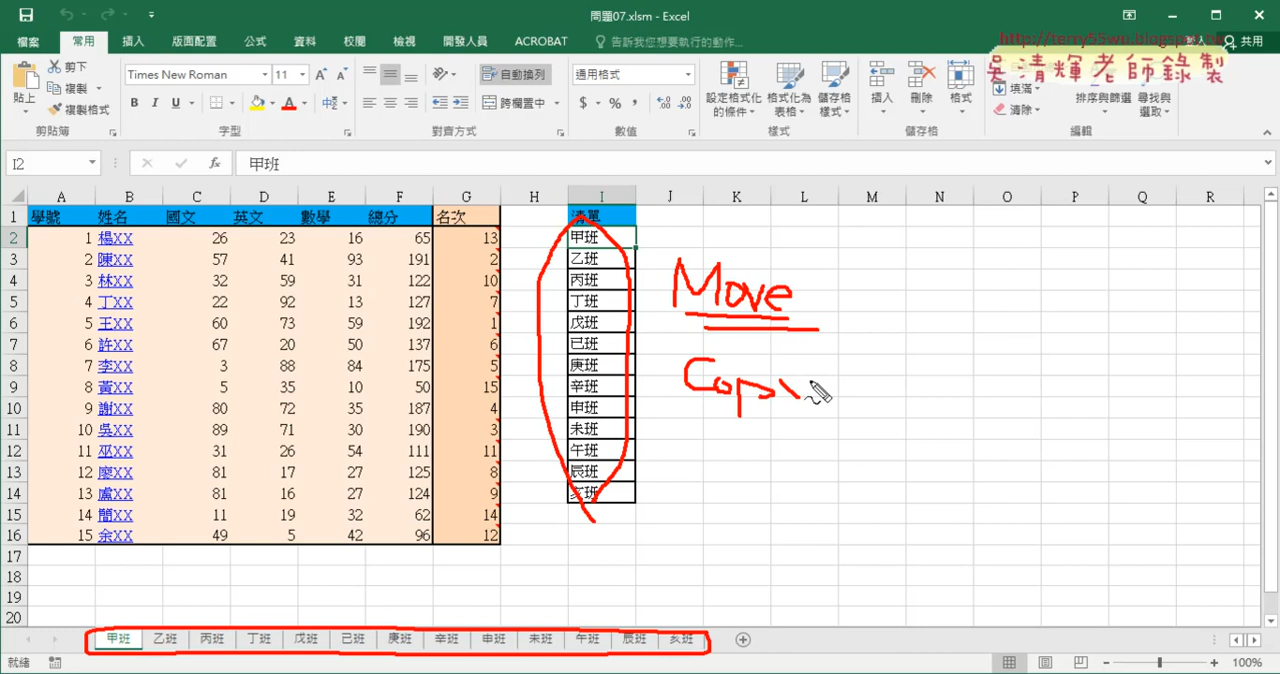 問題07.xlsm - Excel
檔案 常用 插入 版面配置 公式 資料 校閱 檢視 開發人員 ACROBAT 告訴我您想要執行的動作... 共用
http://terry55wu.blogspot.tw
吳清輝老師錄製
貼上 剪下 複製 複製格式 剪貼簿
Times New Roman 11 B I U 字型
自動換列 跨欄置中 對齊方式
通用格式 $ % , 數值
設定格式化的條件 格式化為表格 儲存格樣式 樣式
插入 刪除 格式 儲存格
填滿 清除 排序與篩選 尋找與選取 編輯
I2 fx 甲班
A B C D E F G H I J K L M N O P Q R
1 學號 姓名 國文 英文 數學 總分 名次 清單
2 1 楊XX 26 23 16 65 13 甲班
3 2 陳XX 57 41 93 191 2 乙班
4 3 林XX 32 59 31 122 10 丙班
5 4 丁XX 22 92 13 127 7 丁班
6 5 王XX 60 73 59 192 1 戊班
7 6 許XX 67 20 50 137 6 已班
8 7 李XX 3 88 84 175 5 庚班
9 8 黃XX 5 35 10 50 15 辛班
10 9 謝XX 80 72 35 187 4 申班
11 10 吳XX 89 71 30 190 3 未班
12 11 巫XX 31 26 54 111 11 午班
13 12 廖XX 81 17 27 125 8 辰班
14 13 盧XX 81 16 27 124 9 亥班
15 14 簡XX 11 19 32 62 14
16 15 余XX 49 5 42 96 12
17
18
19
20
Move
Copy
甲班 乙班 丙班 丁班 戊班 已班 庚班 辛班 申班 未班 午班 辰班 亥班
就緒 100%